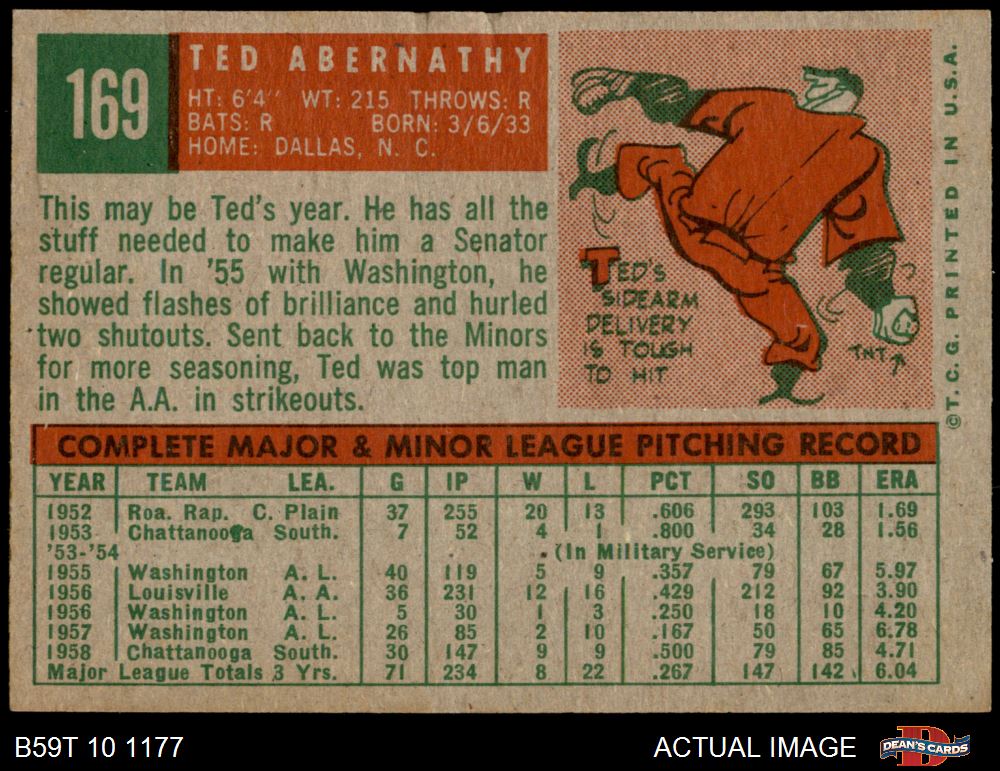 169
TED ABERNATHY
HT: 6'4" WT: 215 THROWS: R
BATS: R BORN: 3/6/33
HOME: DALLAS, N. C.
This may be Ted's year. He has all the
stuff needed to make him a Senator
regular. In '55 with Washington, he
showed flashes of brilliance and hurled
two shutouts. Sent back to the Minors
for more seasoning, Ted was top man
in the A.A. in strikeouts.
TED'S
SIDEARM
DELIVERY
IS TOUGH
TO HIT
TNT
©T. C. G. PRINTED IN U.S.A.
COMPLETE MAJOR & MINOR LEAGUE PITCHING RECORD
YEAR TEAM LEA. G IP W L PCT SO BB ERA
1952 Roa. Rap. C. Plain 37 255 20 13 .606 293 103 1.69
1953 Chattanooga South. 7 52 4 1 .800 34 28 1.56
'53-'54 (In Military Service)
1955 Washington A. L. 40 119 5 9 .357 79 67 5.97
1956 Louisville A. A. 36 231 12 16 .429 212 92 3.90
1956 Washington A. L. 5 30 1 3 .250 18 10 4.20
1957 Washington A. L. 26 85 2 10 .167 50 65 6.78
1958 Chattanooga South. 30 147 9 9 .500 79 85 4.71
Major League Totals 3 Yrs. 71 234 8 22 .267 147 142 6.04
B59T 10 1177
ACTUAL IMAGE
DEAN'S CARDS